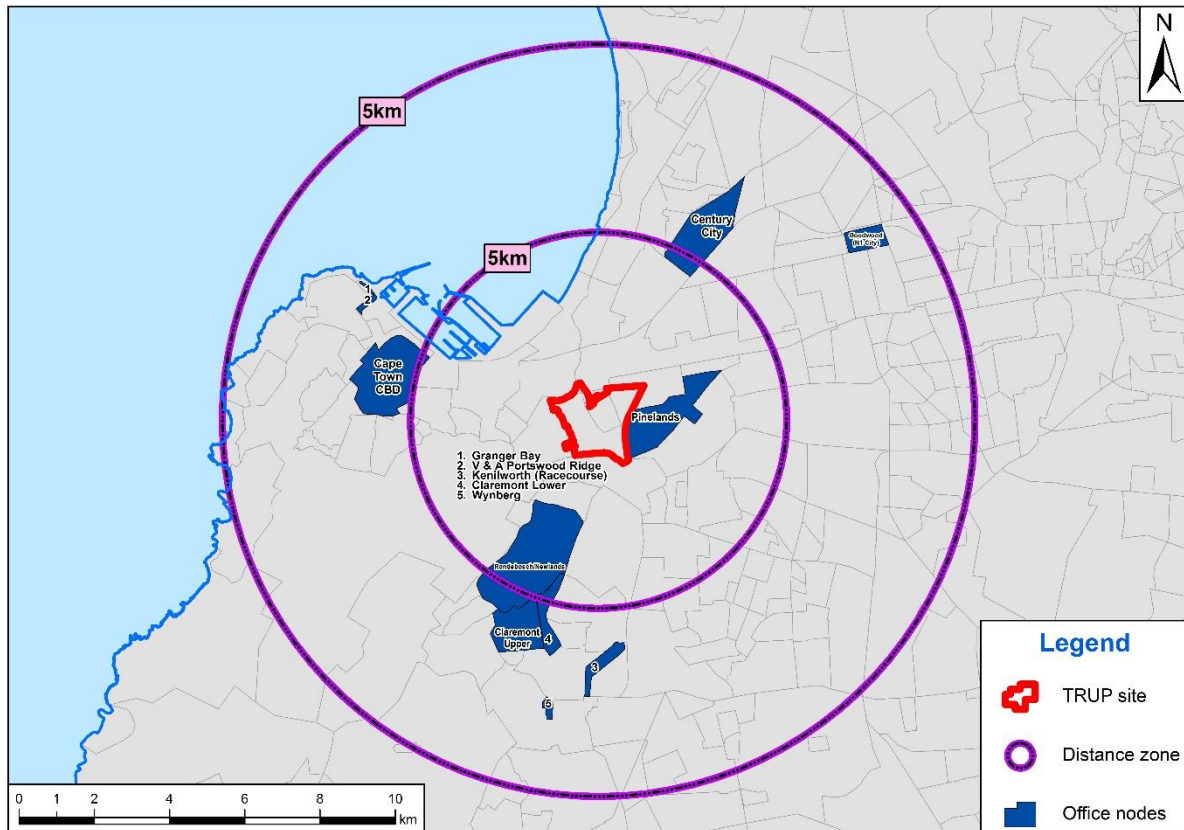 N
5km
5km
Century
City
Goodwood
(N1 City)
1
2
Cape
Town
CBD
Pinelands
1. Granger Bay
2. V & A Portswood Ridge
3. Kenilworth (Racecourse)
4. Claremont Lower
5. Wynberg
Rondebosch/Newlands
Claremont
Upper
4
3
5
Legend
TRUP site
Distance zone
Office nodes
0 1 2 4 6 8 10
km